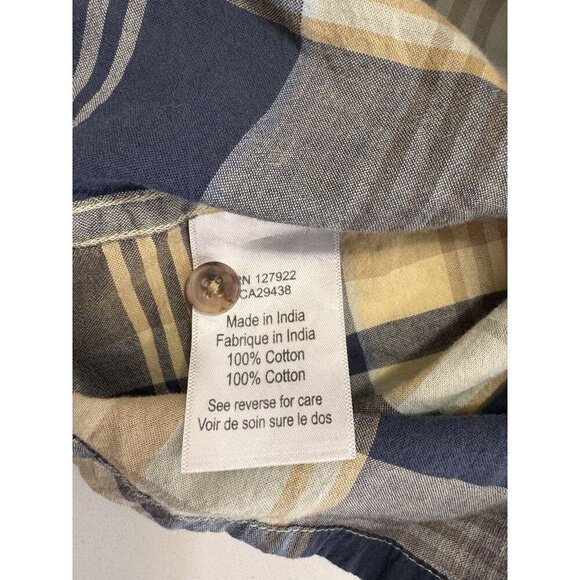 RN 127922
CA29438
Made in India
Fabrique in India
100% Cotton
100% Cotton
See reverse for care
Voir de soin sure le dos